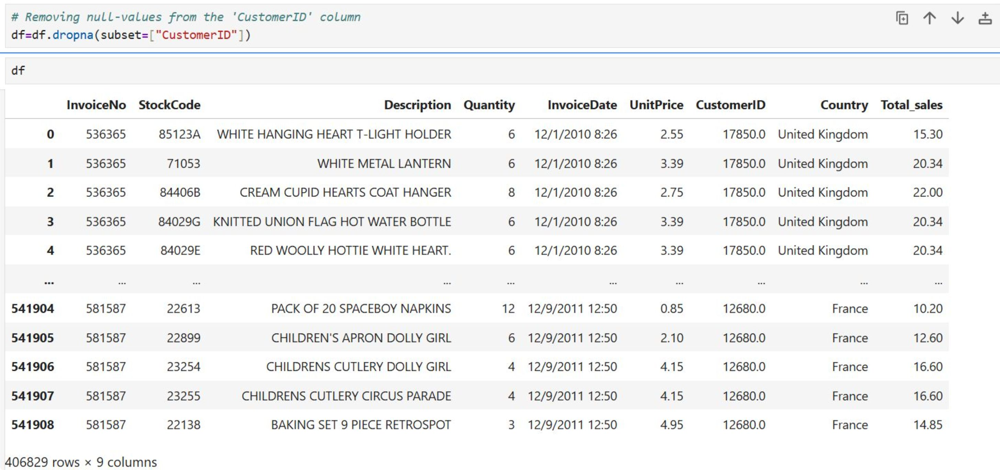 # Removing null-values from the 'CustomerID' column
df=df.dropna(subset=["CustomerID"])
df
InvoiceNo StockCode Description Quantity InvoiceDate UnitPrice CustomerID Country Total_sales
0 536365 85123A WHITE HANGING HEART T-LIGHT HOLDER 6 12/1/2010 8:26 2.55 17850.0 United Kingdom 15.30
1 536365 71053 WHITE METAL LANTERN 6 12/1/2010 8:26 3.39 17850.0 United Kingdom 20.34
2 536365 84406B CREAM CUPID HEARTS COAT HANGER 8 12/1/2010 8:26 2.75 17850.0 United Kingdom 22.00
3 536365 84029G KNITTED UNION FLAG HOT WATER BOTTLE 6 12/1/2010 8:26 3.39 17850.0 United Kingdom 20.34
4 536365 84029E RED WOOLLY HOTTIE WHITE HEART. 6 12/1/2010 8:26 3.39 17850.0 United Kingdom 20.34
... ... ... ... ... ... ... ... ... ...
541904 581587 22613 PACK OF 20 SPACEBOY NAPKINS 12 12/9/2011 12:50 0.85 12680.0 France 10.20
541905 581587 22899 CHILDREN'S APRON DOLLY GIRL 6 12/9/2011 12:50 2.10 12680.0 France 12.60
541906 581587 23254 CHILDRENS CUTLERY DOLLY GIRL 4 12/9/2011 12:50 4.15 12680.0 France 16.60
541907 581587 23255 CHILDRENS CUTLERY CIRCUS PARADE 4 12/9/2011 12:50 4.15 12680.0 France 16.60
541908 581587 22138 BAKING SET 9 PIECE RETROSPOT 3 12/9/2011 12:50 4.95 12680.0 France 14.85
406829 rows × 9 columns